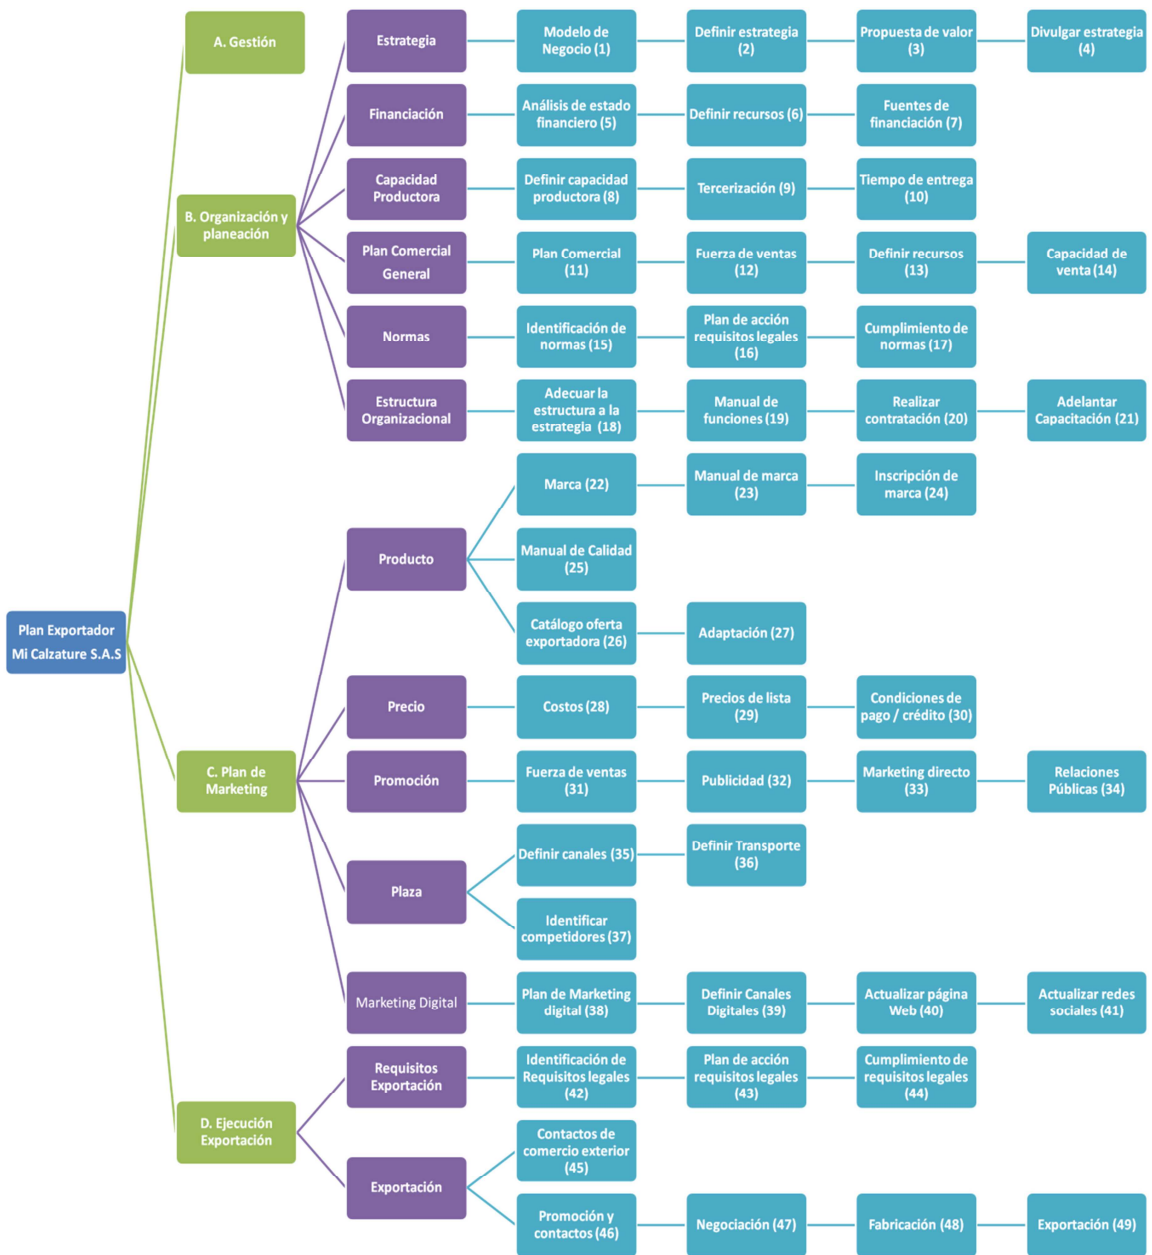 A. Gestión
Estrategia
Modelo de
Negocio (1)
Definir estrategia
(2)
Propuesta de valor
(3)
Divulgar estrategia
(4)
Financiación
Análisis de estado
financiero (5)
Definir recursos (6)
Fuentes de
financiación (7)
B. Organización y
planeación
Capacidad
Productora
Definir capacidad
productora (8)
Tercerización (9)
Tiempo de entrega
(10)
Plan Comercial
General
Plan Comercial
(11)
Fuerza de ventas
(12)
Definir recursos
(13)
Capacidad de
venta (14)
Normas
Identificación de
normas (15)
Plan de acción
requisitos legales
(16)
Cumplimiento de
normas (17)
Estructura
Organizacional
Adecuar la
estructura a la
estrategia (18)
Manual de
funciones (19)
Realizar
contratación (20)
Adelantar
Capacitación (21)
Plan Exportador
Mi Calzature S.A.S
C. Plan de
Marketing
Producto
Marca (22)
Manual de marca
(23)
Inscripción de
marca (24)
Manual de Calidad
(25)
Catálogo oferta
exportadora (26)
Adaptación (27)
Precio
Costos (28)
Precios de lista
(29)
Condiciones de
pago / crédito (30)
Promoción
Fuerza de ventas
(31)
Publicidad (32)
Marketing directo
(33)
Relaciones
Públicas (34)
Plaza
Definir canales (35)
Definir Transporte
(36)
Identificar
competidores (37)
Marketing Digital
Plan de Marketing
digital (38)
Definir Canales
Digitales (39)
Actualizar página
Web (40)
Actualizar redes
sociales (41)
D. Ejecución
Exportación
Requisitos
Exportación
Identificación de
Requisitos legales
(42)
Plan de acción
requisitos legales
(43)
Cumplimiento de
requisitos legales
(44)
Exportación
Contactos de
comercio exterior
(45)
Promoción y
contactos (46)
Negociación (47)
Fabricación (48)
Exportación (49)